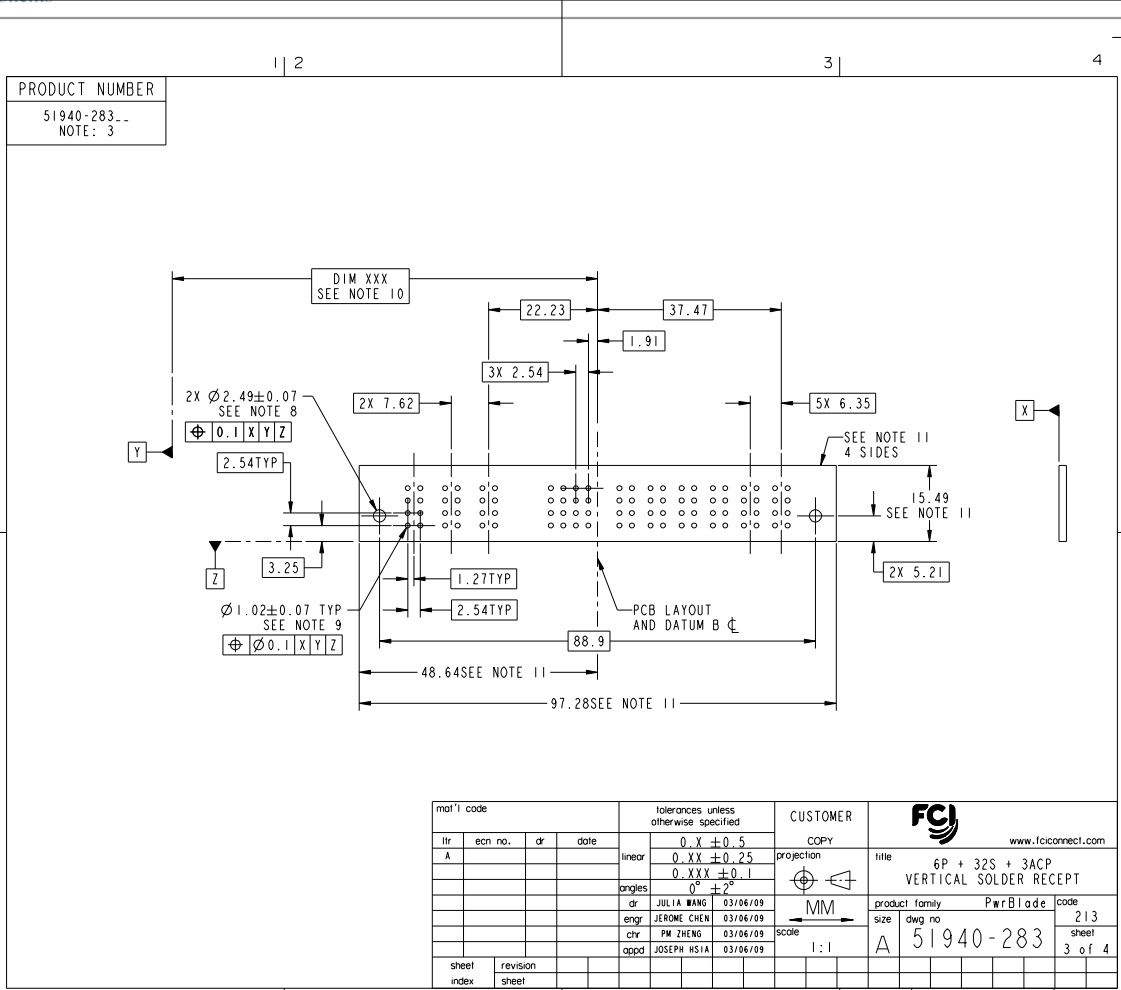 1 2 3 4
PRODUCT NUMBER
51940-283__
NOTE: 3
DIM XXX
SEE NOTE 10
22.23
37.47
1.91
3X 2.54
2X 7.62
5X 6.35
2X Ø2.49±0.07
SEE NOTE 8
⌖ 0.1 X Y Z
X
Y
SEE NOTE 11
4 SIDES
2.54TYP
15.49
SEE NOTE 11
3.25
Z
1.27TYP
2X 5.21
Ø1.02±0.07 TYP
SEE NOTE 9
⌖ Ø0.1 X Y Z
2.54TYP
PCB LAYOUT
AND DATUM B ℄
88.9
48.64SEE NOTE 11
97.28SEE NOTE 11
mat'l code
tolerances unless
otherwise specified
CUSTOMER
COPY
FCI
www.fciconnect.com
ltr ecn no. dr date
A
linear
0.X ±0.5
0.XX ±0.25
0.XXX ±0.1
angles 0° ±2°
projection
title
6P + 32S + 3ACP
VERTICAL SOLDER RECEPT
dr JULIA WANG 03/06/09
engr JEROME CHEN 03/06/09
chr PM ZHENG 03/06/09
appd JOSEPH HSIA 03/06/09
MM
scale
1:1
product family PwrBlade
code
213
size
A
dwg no
51940-283
sheet
3 of 4
sheet
index
revision
sheet